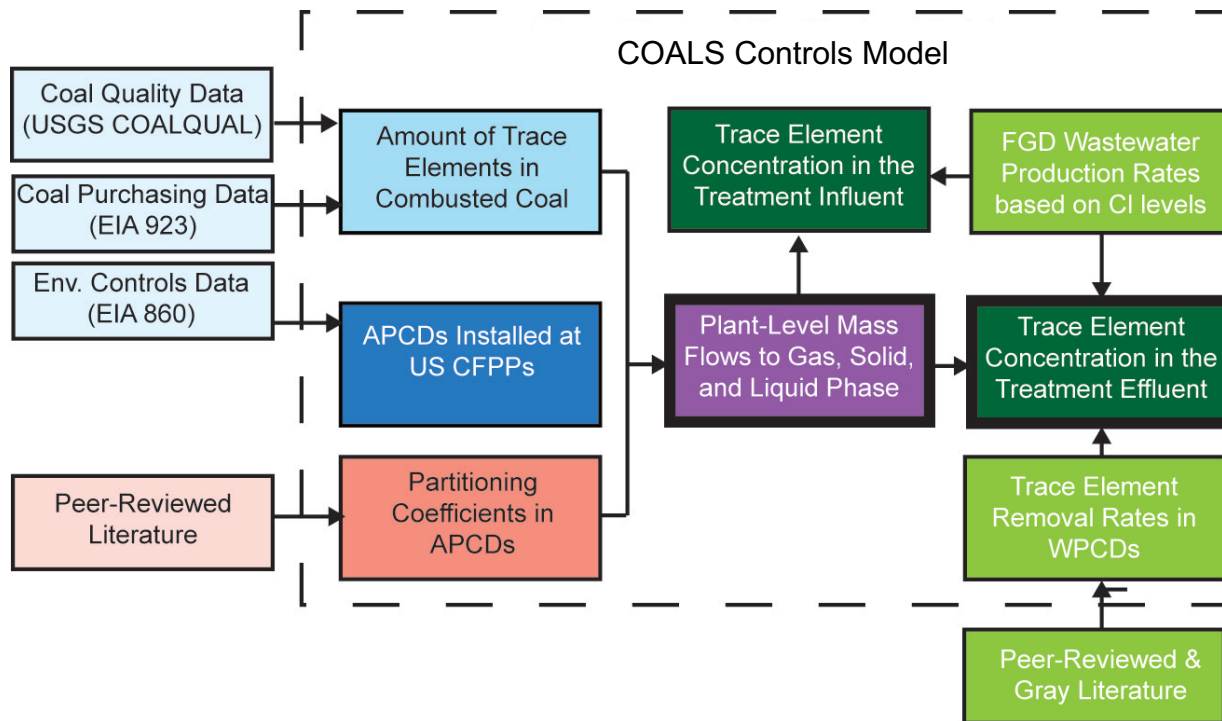 COALS Controls Model
Coal Quality Data
(USGS COALQUAL)
Coal Purchasing Data
(EIA 923)
Env. Controls Data
(EIA 860)
Peer-Reviewed
Literature
Amount of Trace
Elements in
Combusted Coal
APCDs Installed at
US CFPPs
Partitioning
Coefficients in
APCDs
Trace Element
Concentration in the
Treatment Influent
Plant-Level Mass
Flows to Gas, Solid,
and Liquid Phase
FGD Wastewater
Production Rates
based on Cl levels
Trace Element
Concentration in the
Treatment Effluent
Trace Element
Removal Rates in
WPCDs
Peer-Reviewed &
Gray Literature